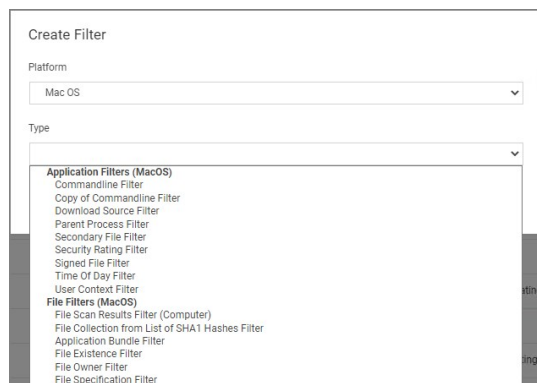 Create Filter
Platform
Mac OS
Type
Application Filters (MacOS)
Commandline Filter
Copy of Commandline Filter
Download Source Filter
Parent Process Filter
Secondary File Filter
Security Rating Filter
Signed File Filter
Time Of Day Filter
User Context Filter
File Filters (MacOS)
File Scan Results Filter (Computer)
File Collection from List of SHA1 Hashes Filter
Application Bundle Filter
File Existence Filter
File Owner Filter
File Specification Filter